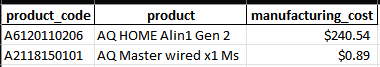 product_code product manufacturing_cost
A6120110206 AQ HOME Alin1 Gen 2 $240.54
A2118150101 AQ Master wired x1 Ms $0.89